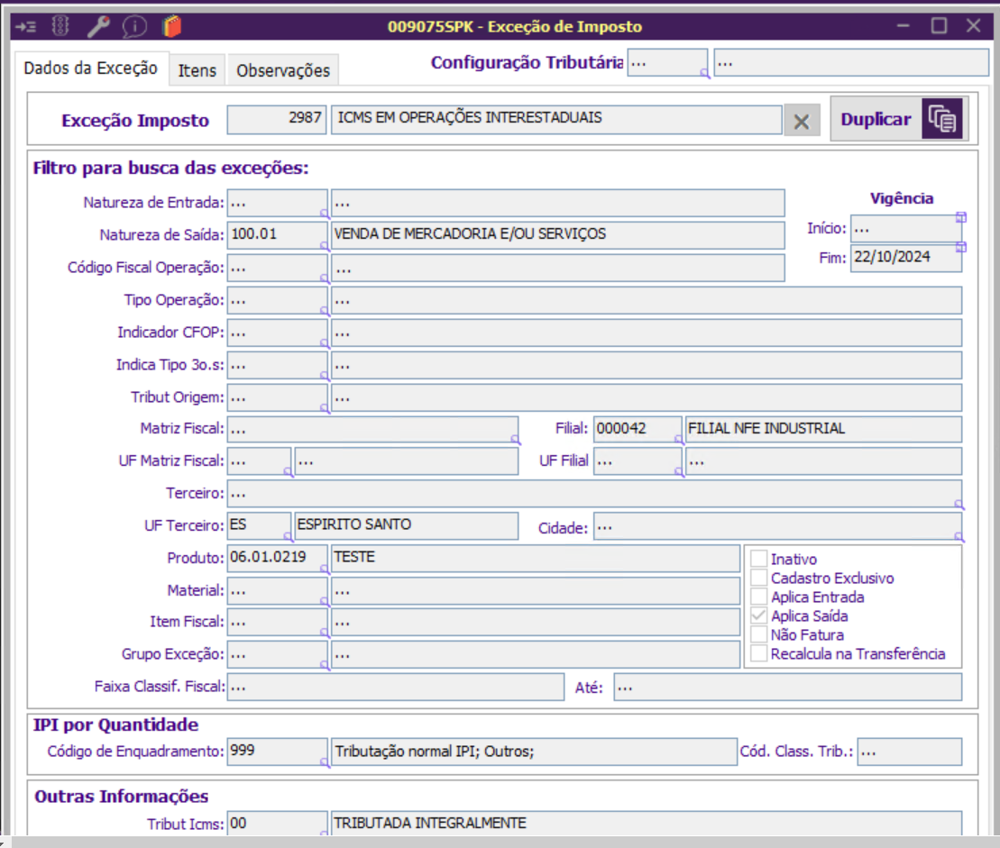 009075SPK - Exceção de Imposto
Dados da Exceção Itens Observações Configuração Tributária ... ...
Exceção Imposto 2987 ICMS EM OPERAÇÕES INTERESTADUAIS Duplicar
Filtro para busca das exceções:
Natureza de Entrada: ... ... Vigência
Natureza de Saída: 100.01 VENDA DE MERCADORIA E/OU SERVIÇOS Início: ...
Código Fiscal Operação: ... ... Fim: 22/10/2024
Tipo Operação: ... ...
Indicador CFOP: ... ...
Indica Tipo 3o.s: ... ...
Tribut Origem: ... ...
Matriz Fiscal: ... Filial: 000042 FILIAL NFE INDUSTRIAL
UF Matriz Fiscal: ... ... UF Filial ... ...
Terceiro: ...
UF Terceiro: ES ESPIRITO SANTO Cidade: ...
Produto: 06.01.0219 TESTE Inativo
Cadastro Exclusivo
Material: ... ... Aplica Entrada
Item Fiscal: ... ... Aplica Saída
Não Fatura
Grupo Exceção: ... ... Recalcula na Transferência
Faixa Classif. Fiscal: ... Até: ...
IPI por Quantidade
Código de Enquadramento: 999 Tributação normal IPI; Outros; Cód. Class. Trib.: ...
Outras Informações
Tribut Icms: 00 TRIBUTADA INTEGRALMENTE